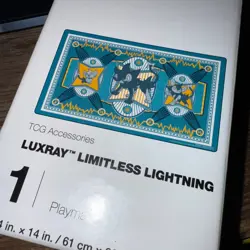 TCG Accessories
LUXRAY™ LIMITLESS LIGHTNING
1
4 in. x 14 in. / 61 cm x